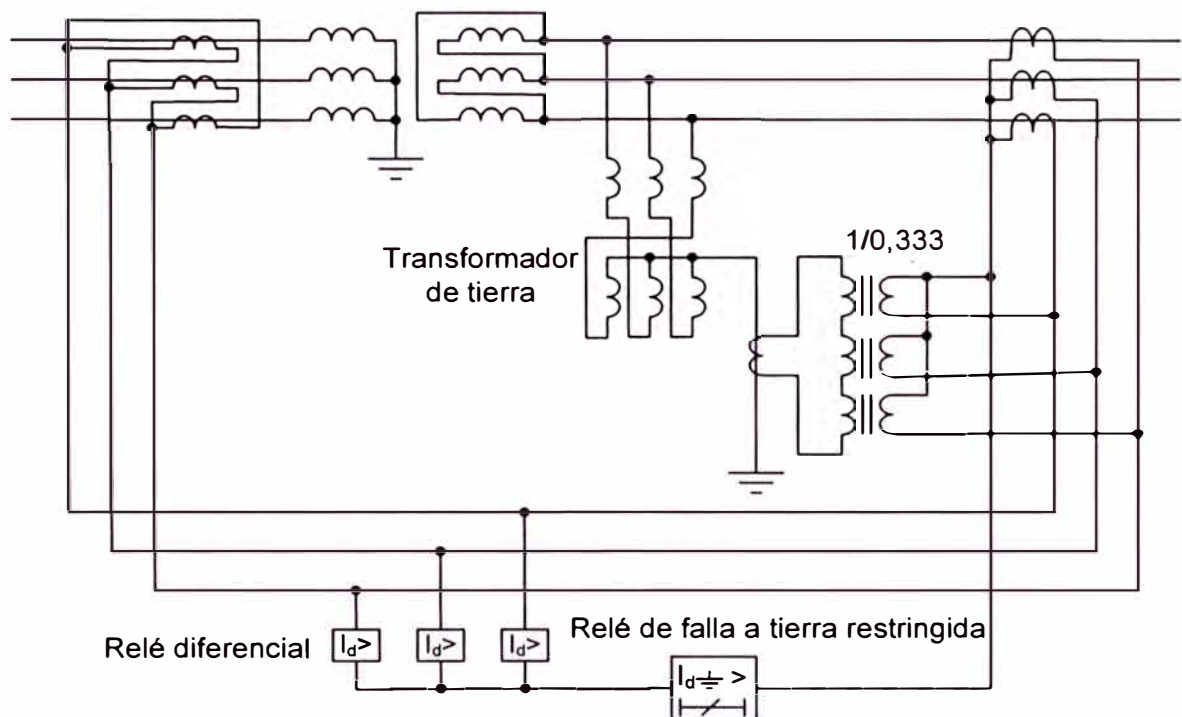 1/0,333
Transformador
de tierra
Relé diferencial
Id>
Id>
Id>
Relé de falla a tierra restringida
Id⏚ >